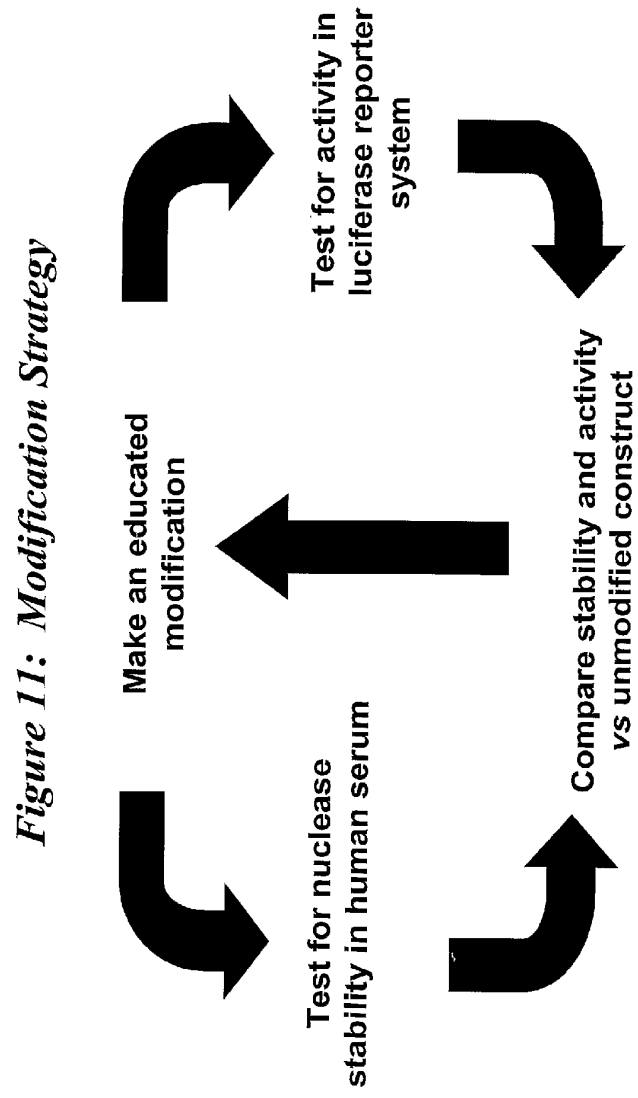 Figure 11: Modification Strategy
Make an educated
modification
Test for nuclease
stability in human serum
Test for activity in
luciferase reporter
system
Compare stability and activity
vs unmodified construct